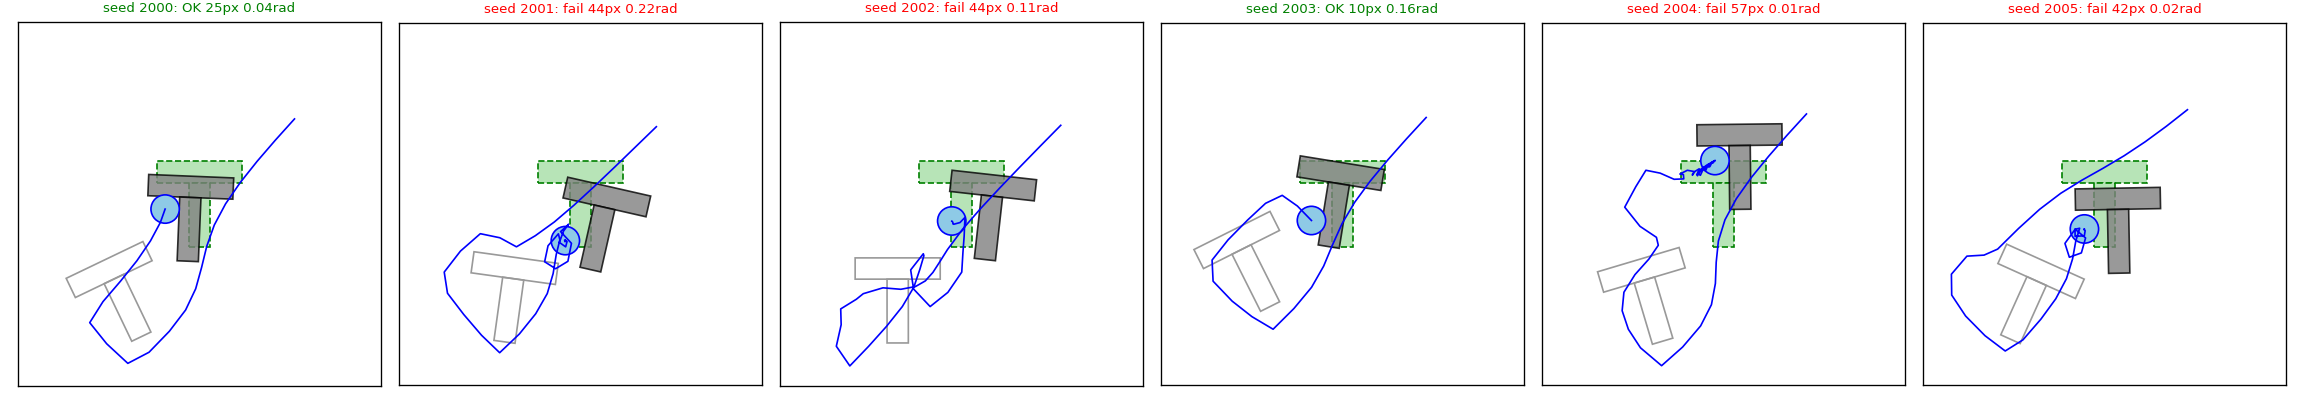 seed 2000: OK 25px 0.04rad
seed 2001: fail 44px 0.22rad
seed 2002: fail 44px 0.11rad
seed 2003: OK 10px 0.16rad
seed 2004: fail 57px 0.01rad
seed 2005: fail 42px 0.02rad